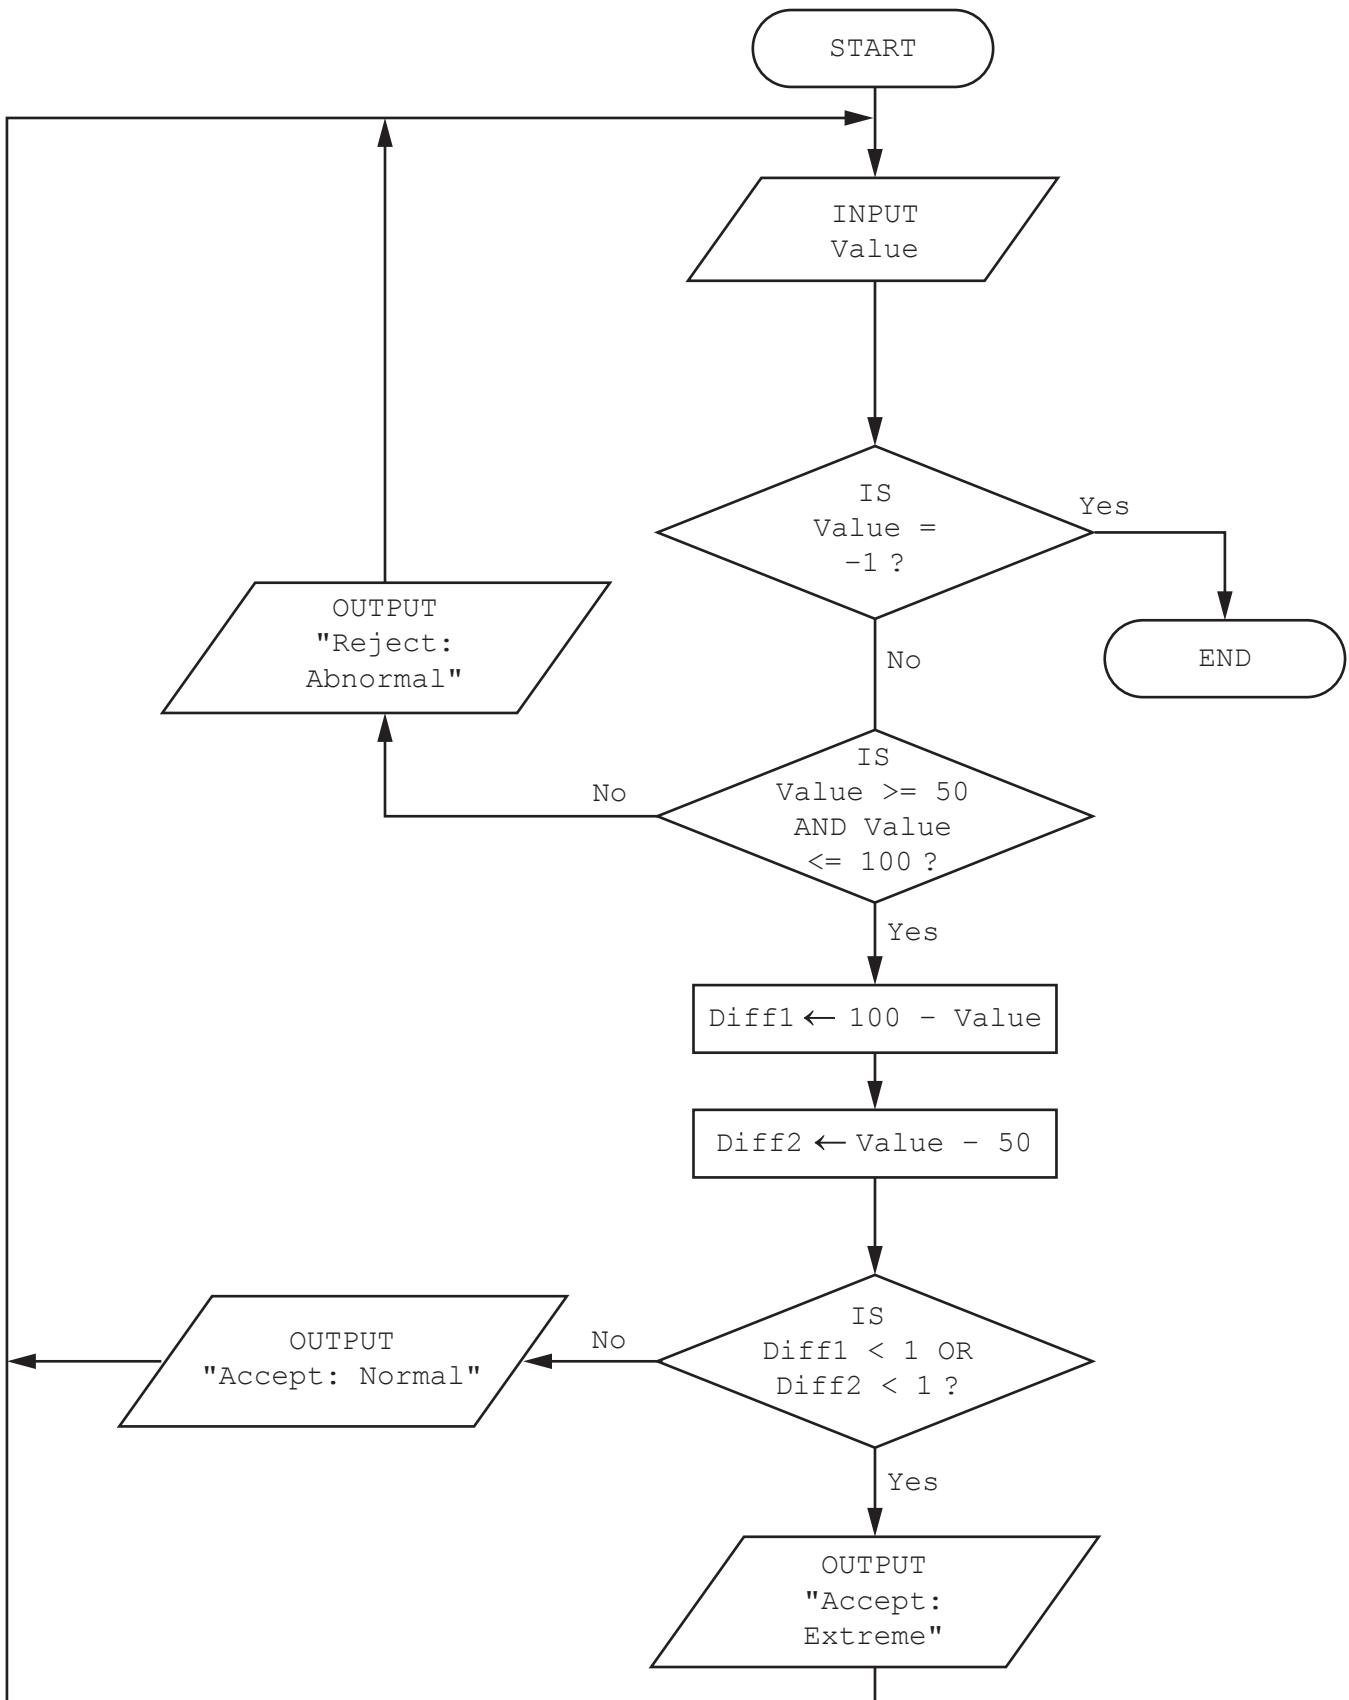 START
INPUT
Value
IS
Value =
–1 ?
Yes
END
No
IS
Value >= 50
AND Value
<= 100 ?
No
OUTPUT
"Reject:
Abnormal"
Yes
Diff1 ← 100 – Value
Diff2 ← Value – 50
IS
Diff1 < 1 OR
Diff2 < 1 ?
No
OUTPUT
"Accept: Normal"
Yes
OUTPUT
"Accept:
Extreme"